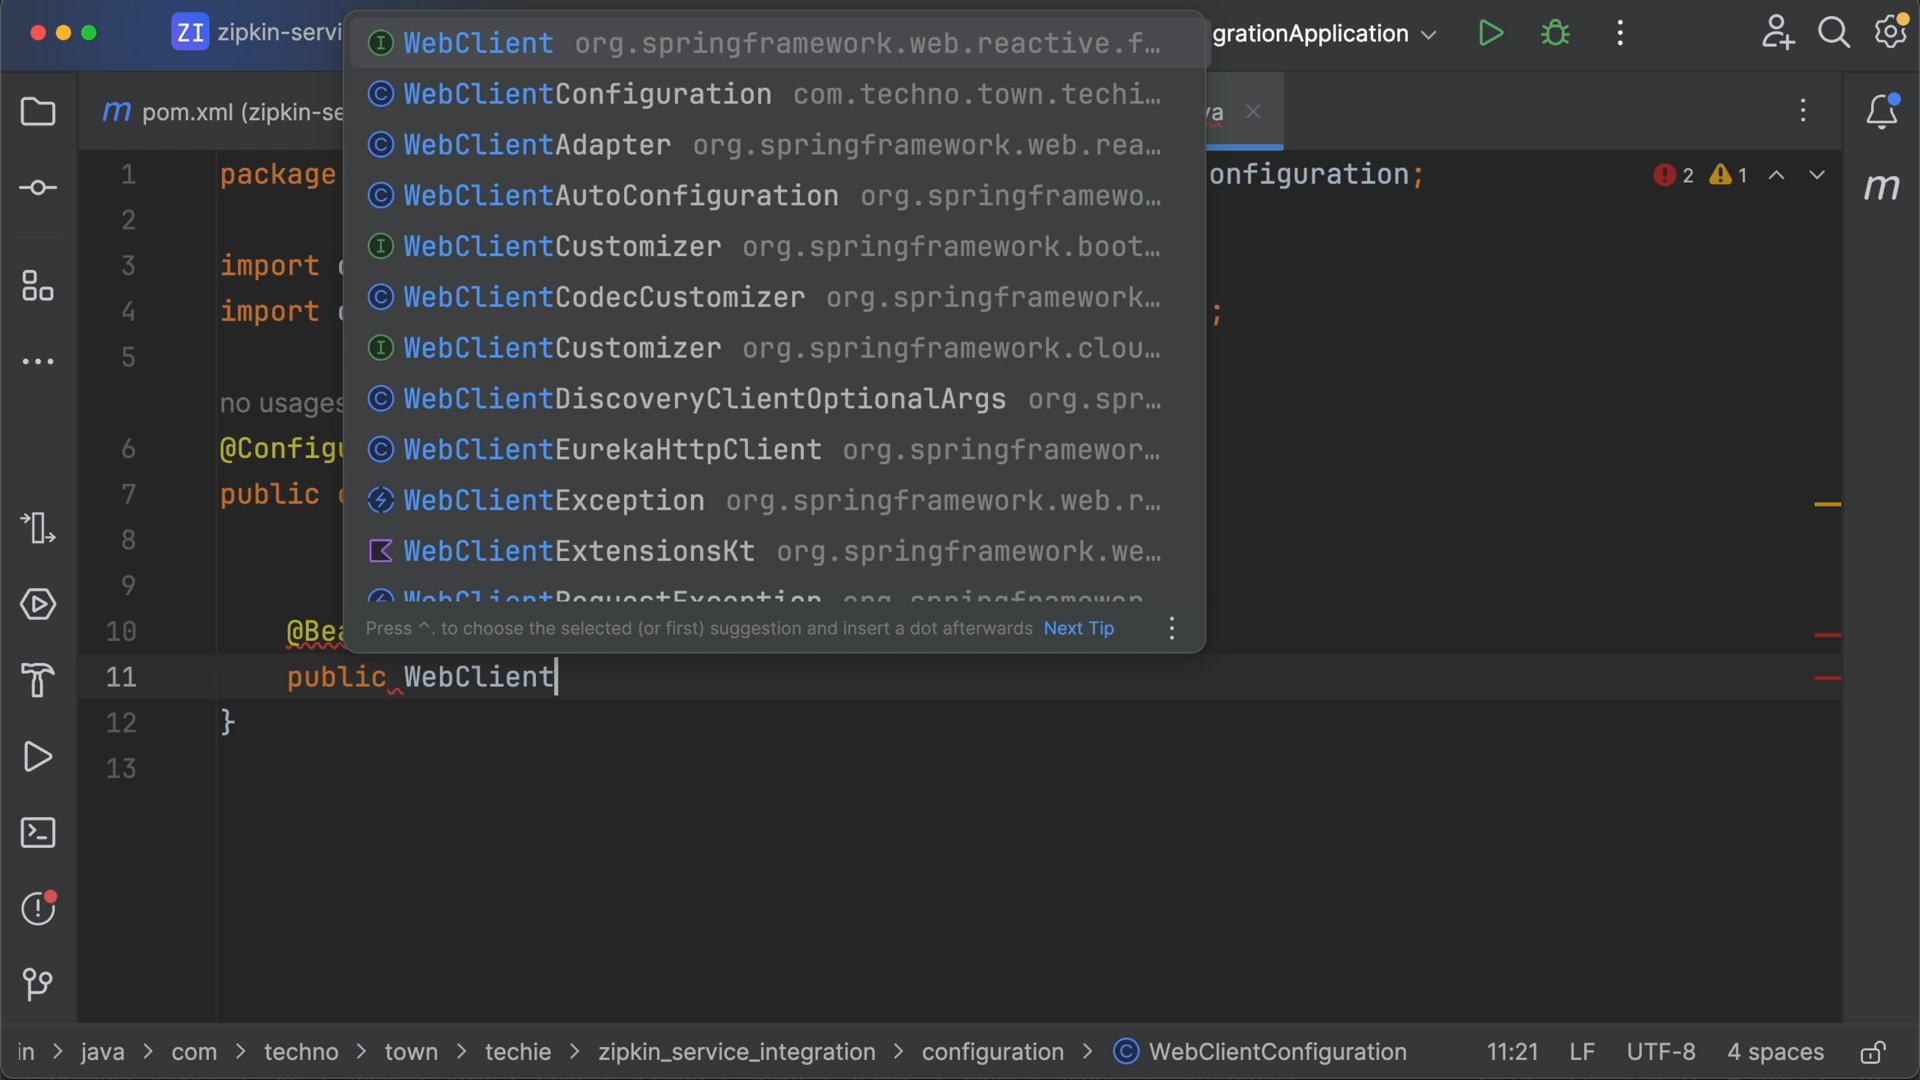 ZI zipkin-servi
grationApplication
m pom.xml (zipkin-se
va
WebClient org.springframework.web.reactive.f…
WebClientConfiguration com.techno.town.techi…
WebClientAdapter org.springframework.web.rea…
WebClientAutoConfiguration org.springframewo…
WebClientCustomizer org.springframework.boot…
WebClientCodecCustomizer org.springframework…
WebClientCustomizer org.springframework.clou…
WebClientDiscoveryClientOptionalArgs org.spr…
WebClientEurekaHttpClient org.springframewor…
WebClientException org.springframework.web.r…
WebClientExtensionsKt org.springframework.we…
WebClientRequestException org.springframewor
Press ^. to choose the selected (or first) suggestion and insert a dot afterwards Next Tip
1 package onfiguration;
2 1
m
2
3 import o
4 import o ;
5
no usages
6 @Configu
7 public c
8
9
10 @Bea
11 public WebClient
12 }
13
in > java > com > techno > town > techie > zipkin_service_integration > configuration > WebClientConfiguration
11:21 LF UTF-8 4 spaces